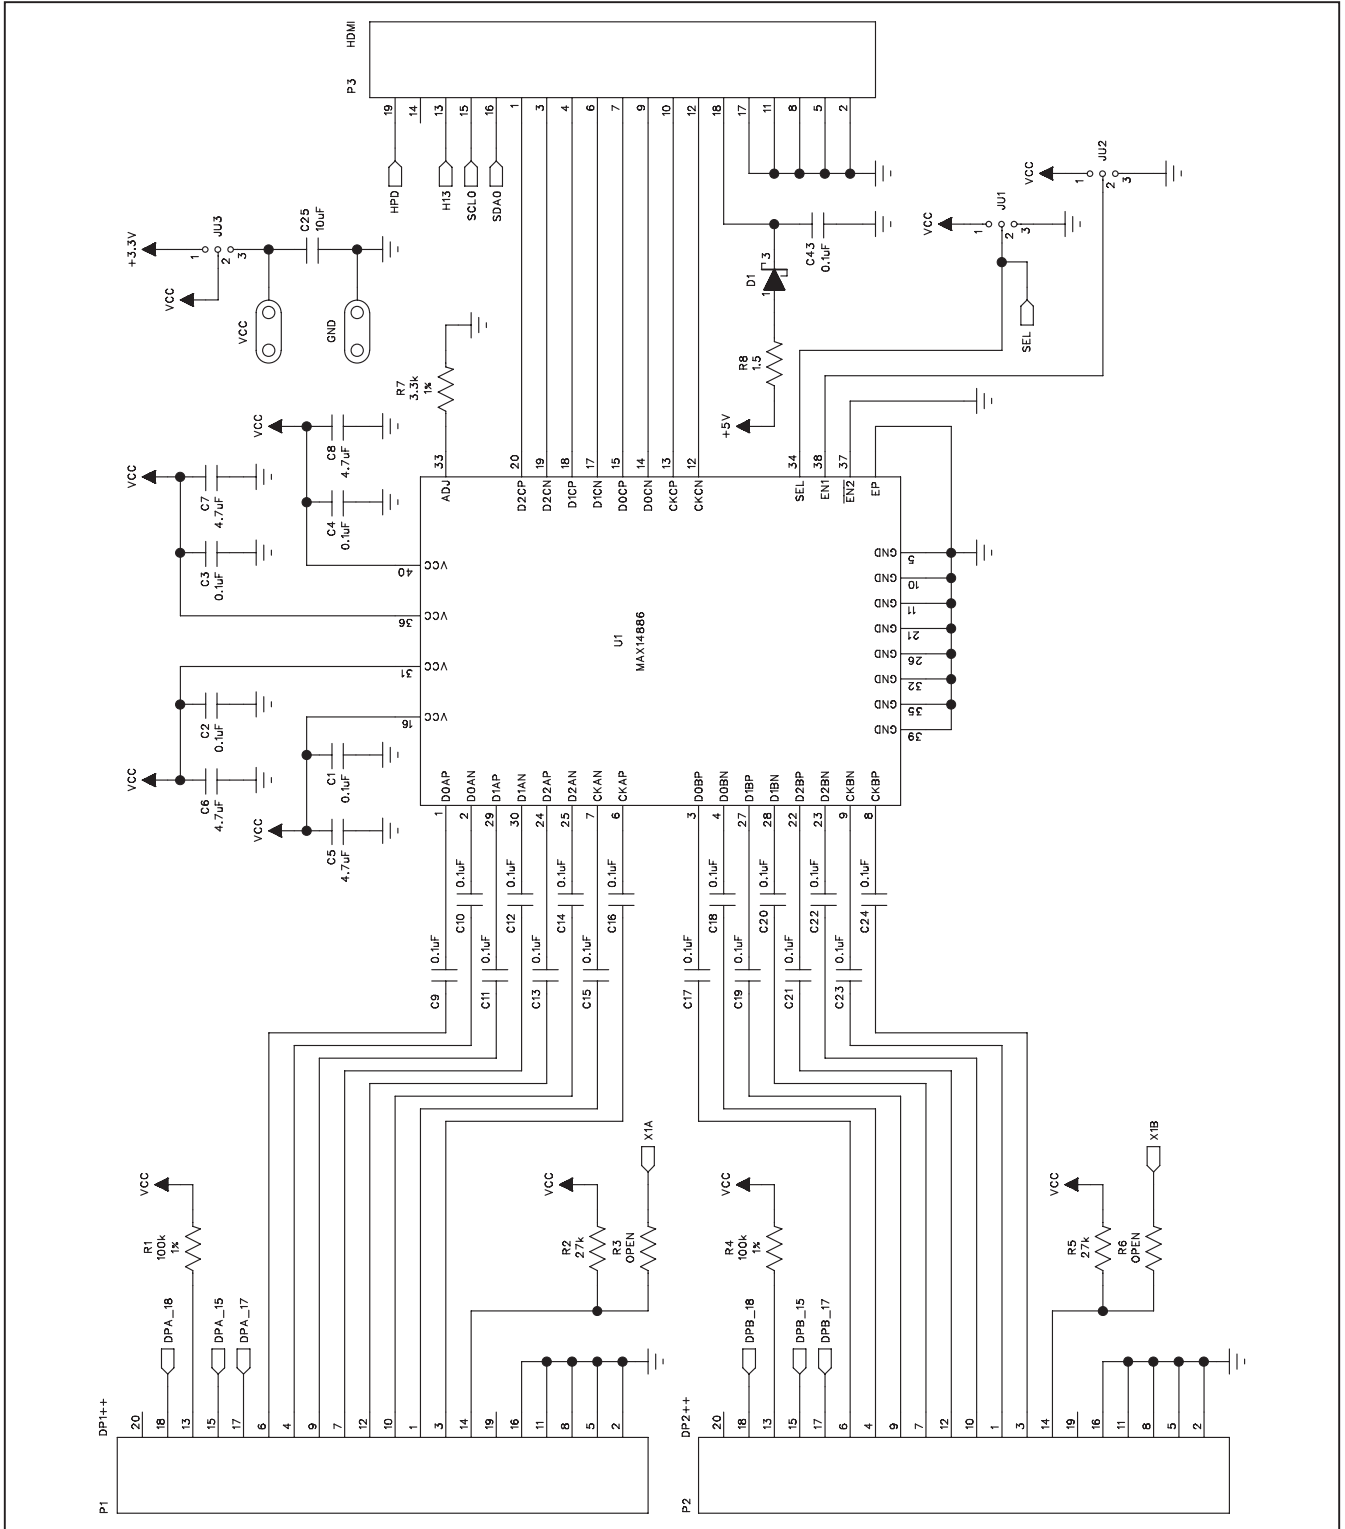 HDMI
P3
19
14
13
15
16
1
3
4
6
7
9
10
12
18
17
11
8
5
2
HPD
H13
SCL0
SDA0
+3.3V
1
2
3
JU3
VCC
C25
10uF
VCC
GND
R7
3.3k
1%
D1
1
3
C43
0.1uF
R8
1.5
+5V
VCC
1
2
3
JU1
SEL
VCC
1
2
3
JU2
VCC
C7
4.7uF
C3
0.1uF
VCC
C8
4.7uF
C4
0.1uF
C2
0.1uF
VCC
C6
4.7uF
C1
0.1uF
VCC
C5
4.7uF
33
20
19
18
17
15
14
13
12
34
38
37
ADJ
D2CP
D2CN
D1CP
D1CN
D0CP
D0CN
CKCP
CKCN
SEL
EN1
EN2
EP
40
VCC
36
VCC
31
VCC
16
VCC
U1
MAX14886
GND
5
GND
10
GND
11
GND
21
GND
26
GND
32
GND
35
GND
39
D0AP
D0AN
D1AP
D1AN
D2AP
D2AN
CKAN
CKAP
D0BP
D0BN
D1BP
D1BN
D2BP
D2BN
CKBN
CKBP
1
2
29
30
24
25
7
6
3
4
27
28
22
23
9
8
C9
0.1uF
C10
0.1uF
C11
0.1uF
C12
0.1uF
C13
0.1uF
C14
0.1uF
C15
0.1uF
C16
0.1uF
C17
0.1uF
C18
0.1uF
C19
0.1uF
C20
0.1uF
C21
0.1uF
C22
0.1uF
C23
0.1uF
C24
0.1uF
VCC
R1
100k
1%
DPA_18
DPA_15
DPA_17
VCC
R2
27k
R3
OPEN
X1A
VCC
R4
100k
1%
DPB_18
DPB_15
DPB_17
VCC
R5
27k
R6
OPEN
X1B
DP1++
20
18
13
15
17
6
4
9
7
12
10
1
3
14
19
16
11
8
5
2
P1
DP2++
20
18
13
15
17
6
4
9
7
12
10
1
3
14
19
16
11
8
5
2
P2